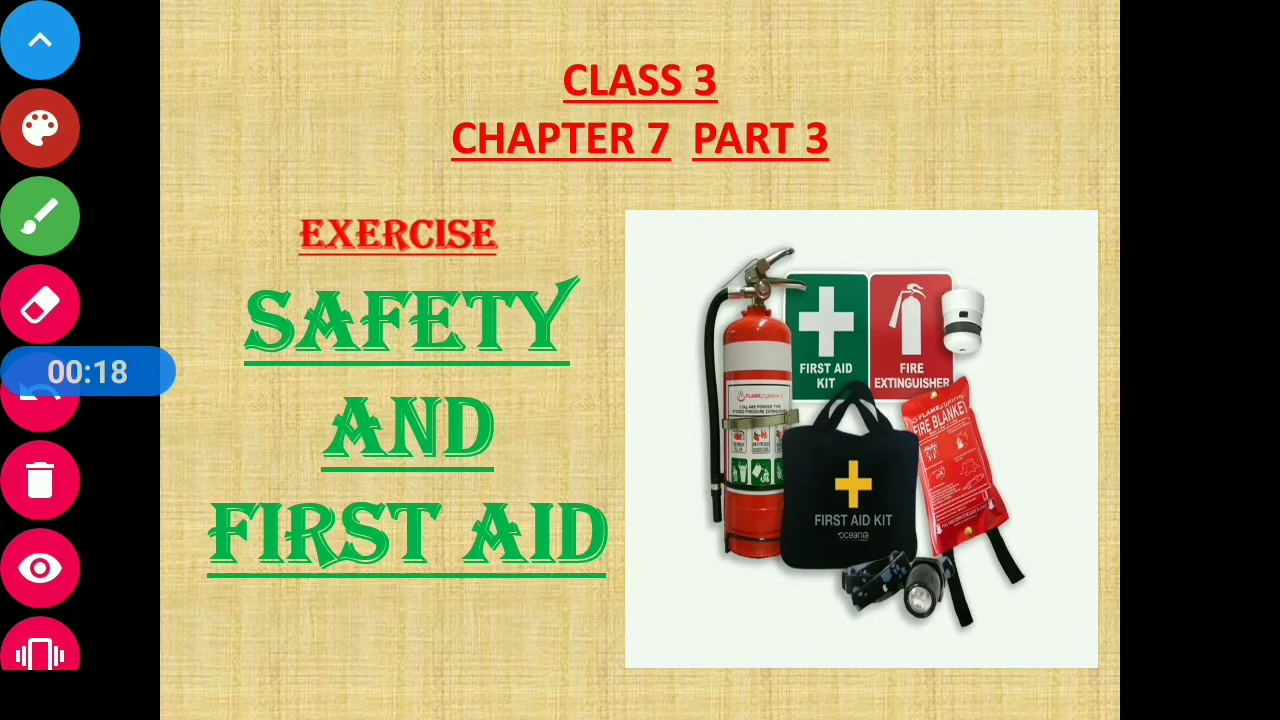 CLASS 3
CHAPTER 7 PART 3
EXERCISE
SAFETY
AND
FIRST AID
00:18
FIRST AID
KIT
FIRE
EXTINGUISHER
FIRE BLANKET
FIRST AID KIT
oceania